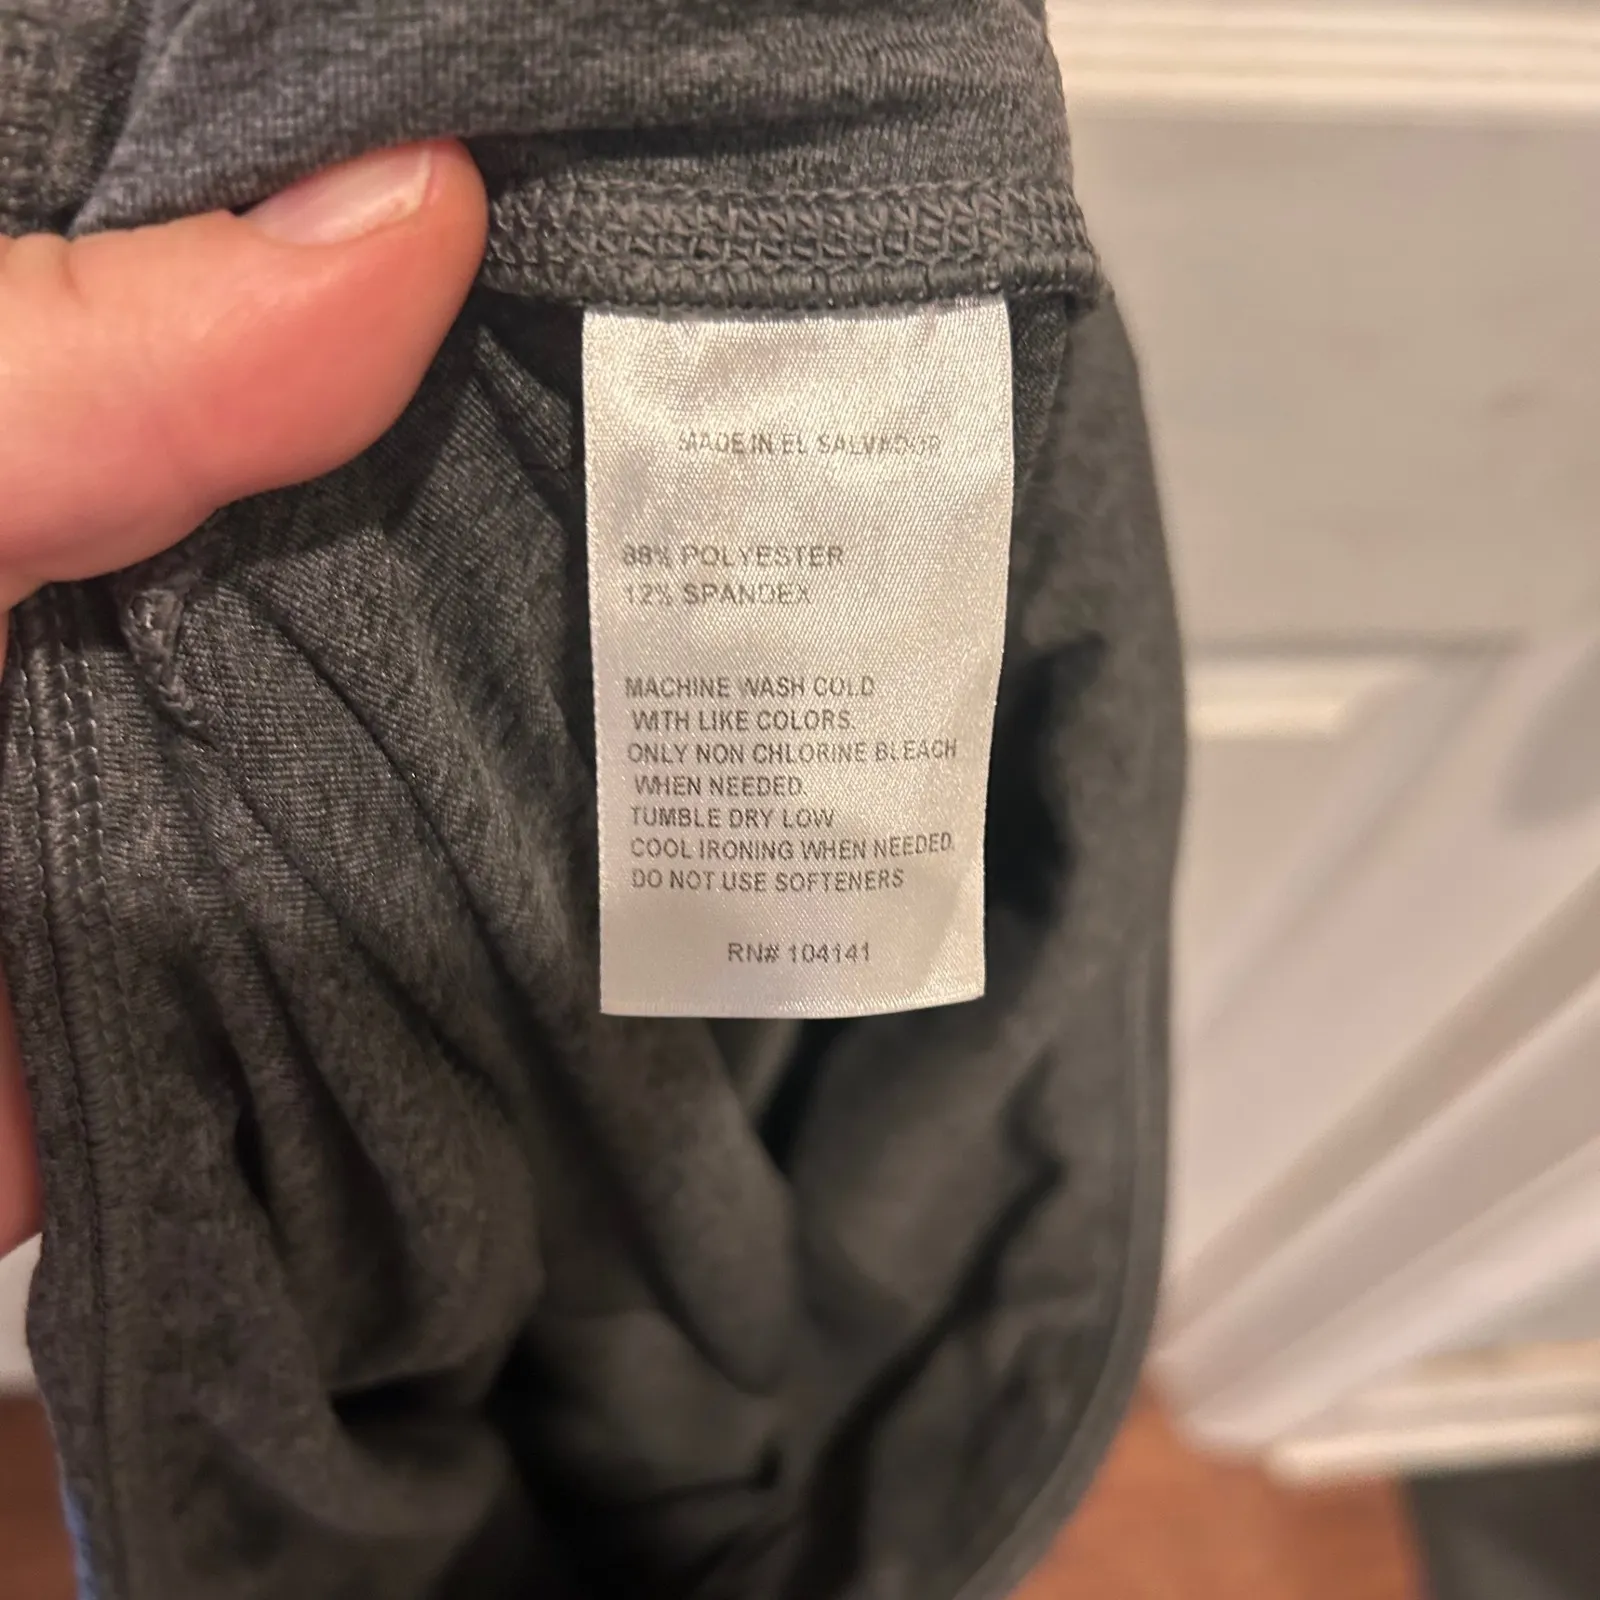 MADE IN EL SALVADOR
88% POLYESTER
12% SPANDEX
MACHINE WASH COLD
WITH LIKE COLORS.
ONLY NON CHLORINE BLEACH
WHEN NEEDED.
TUMBLE DRY LOW
COOL IRONING WHEN NEEDED.
DO NOT USE SOFTENERS
RN# 104141